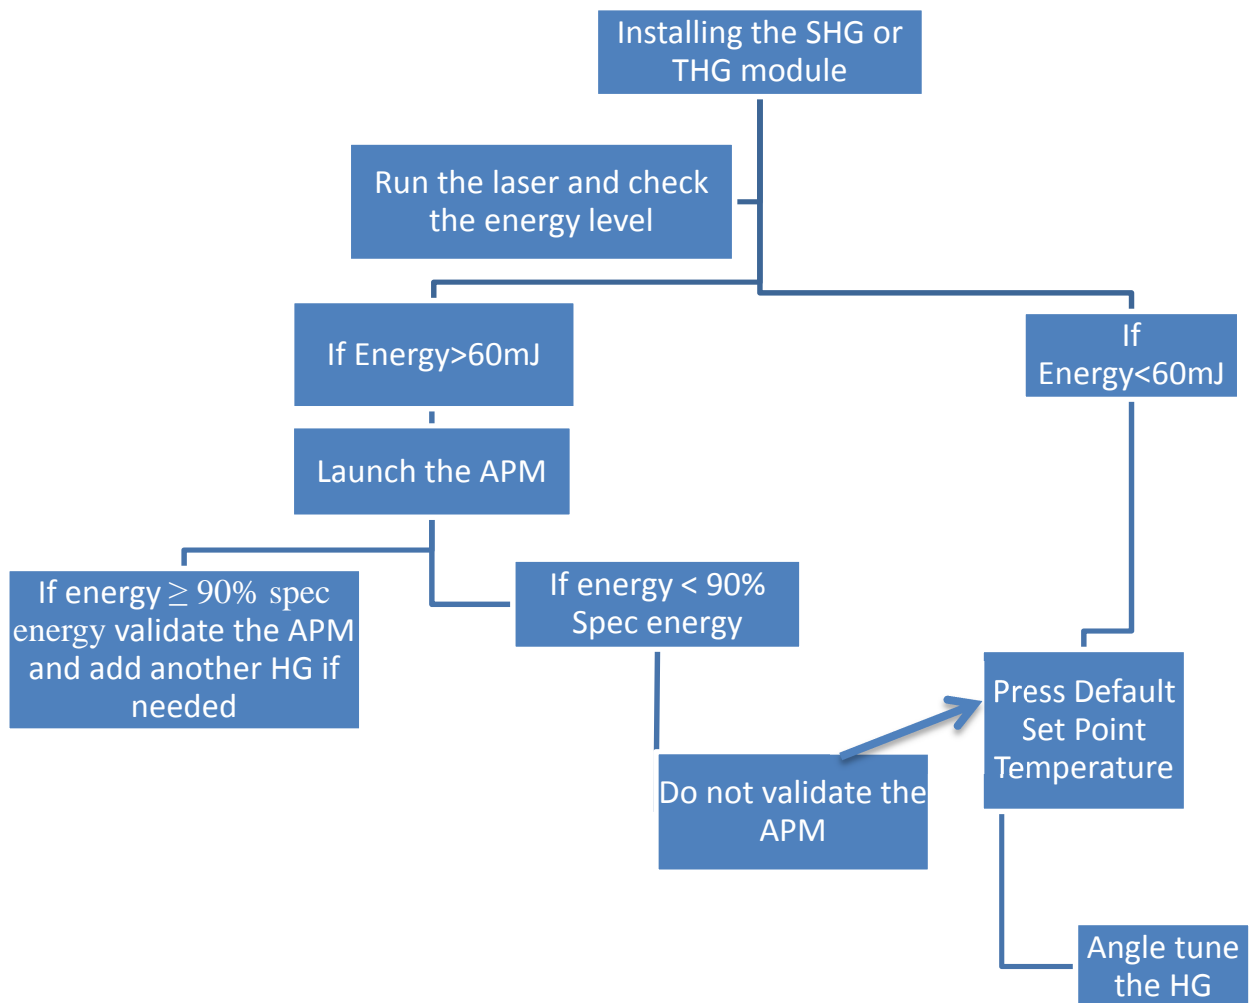 Installing the SHG or
THG module
Run the laser and check
the energy level
If Energy>60mJ
If
Energy<60mJ
Launch the APM
If energy ≥ 90% spec
energy validate the APM
and add another HG if
needed
If energy < 90%
Spec energy
Press Default
Set Point
Temperature
Do not validate the
APM
Angle tune
the HG